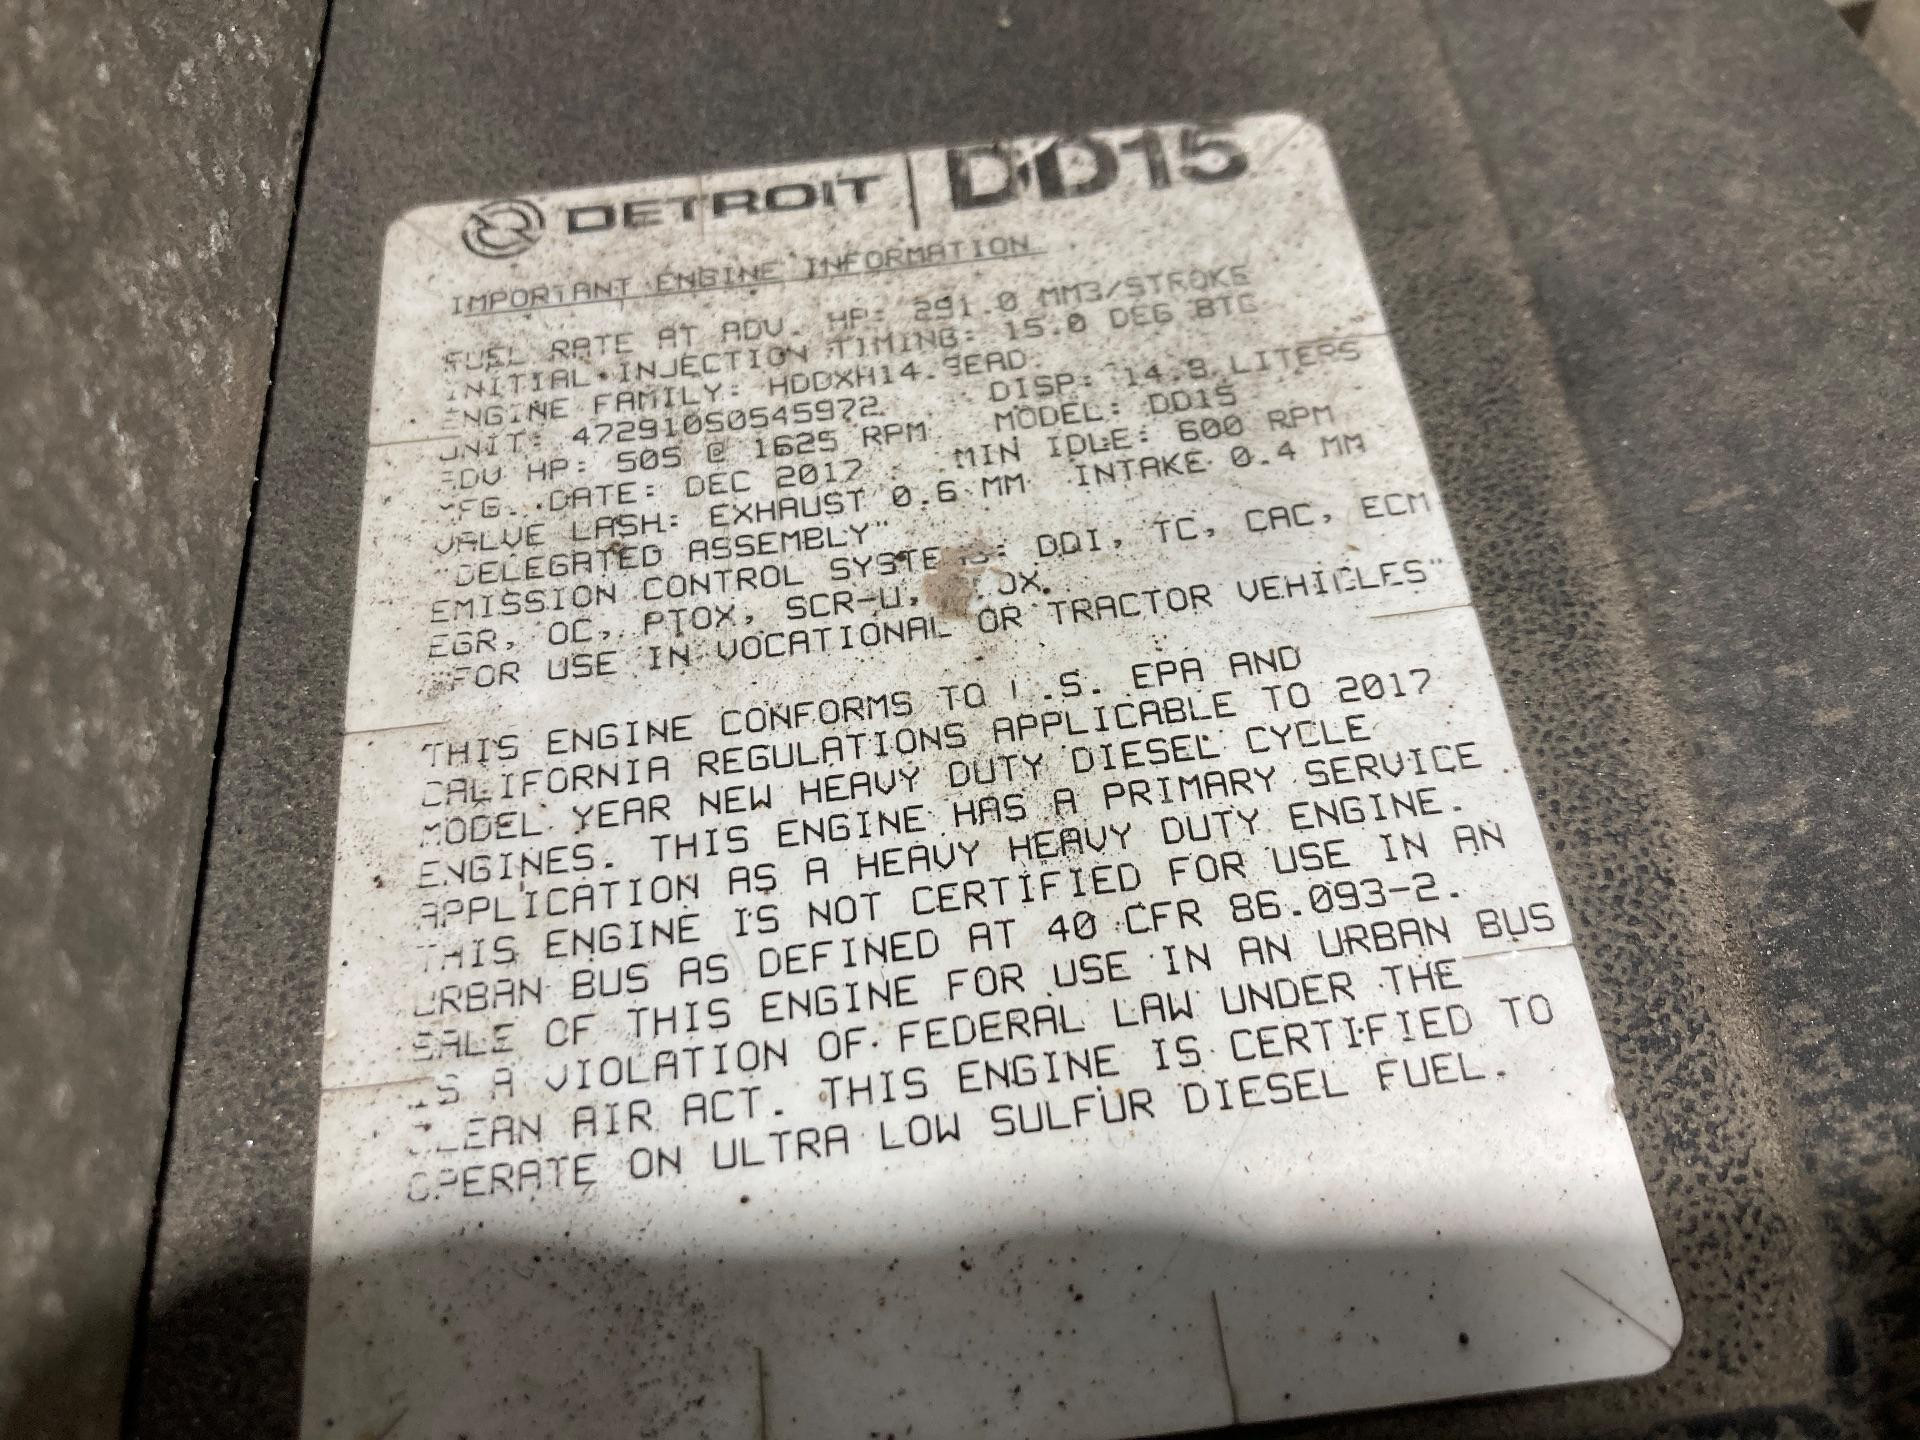 DETROIT | DD15
IMPORTANT ENGINE INFORMATION
FUEL RATE AT ADV. HP: 291.0 MM3/STROKE
INITIAL INJECTION TIMING: 15.0 DEG BTC
ENGINE FAMILY: HDDXH14.8EAD DISP: 14.8 LITERS
UNIT: 472910S0545972 MODEL: DD15
ADV HP: 505 @ 1625 RPM MIN IDLE: 600 RPM
MFG. DATE: DEC 2017
VALVE LASH: EXHAUST 0.6 MM INTAKE 0.4 MM
"DELEGATED ASSEMBLY"
EMISSION CONTROL SYSTEMS: DDI, TC, CAC, ECM
EGR, OC, PTOX, SCR-U,
"FOR USE IN VOCATIONAL OR TRACTOR VEHICLES"
THIS ENGINE CONFORMS TO U.S. EPA AND
CALIFORNIA REGULATIONS APPLICABLE TO 2017
MODEL YEAR NEW HEAVY DUTY DIESEL CYCLE
ENGINES. THIS ENGINE HAS A PRIMARY SERVICE
APPLICATION AS A HEAVY HEAVY DUTY ENGINE.
THIS ENGINE IS NOT CERTIFIED FOR USE IN AN
URBAN BUS AS DEFINED AT 40 CFR 86.093-2.
SALE OF THIS ENGINE FOR USE IN AN URBAN BUS
IS A VIOLATION OF FEDERAL LAW UNDER THE
CLEAN AIR ACT. THIS ENGINE IS CERTIFIED TO
OPERATE ON ULTRA LOW SULFUR DIESEL FUEL.